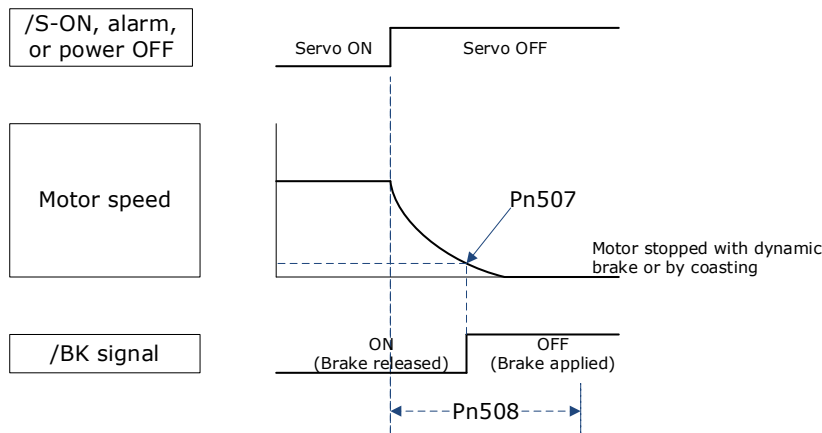 /S-ON, alarm,
or power OFF
Servo ON
Servo OFF
Motor speed
Pn507
Motor stopped with dynamic
brake or by coasting
/BK signal
ON
(Brake released)
OFF
(Brake applied)
Pn508